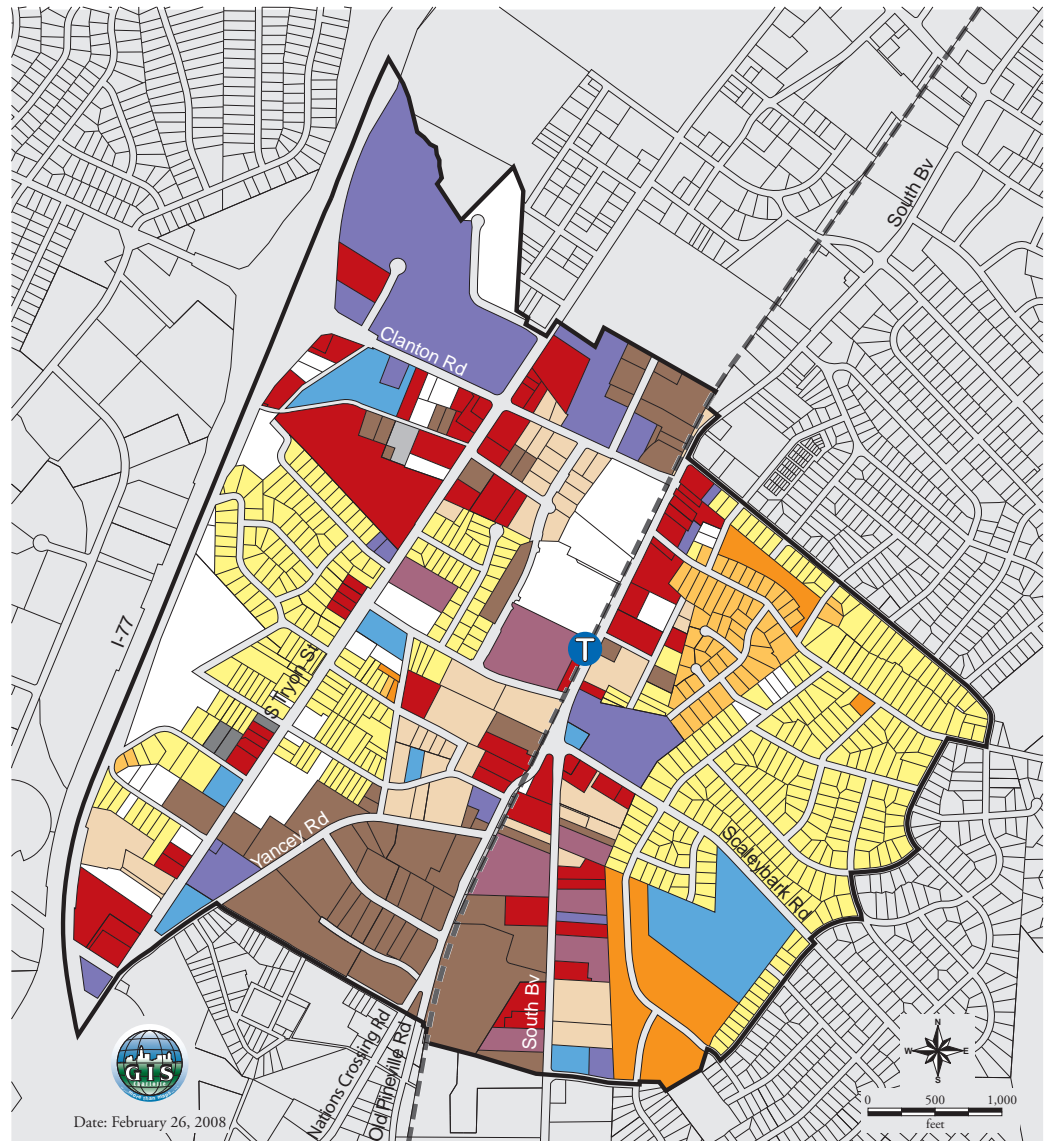 South Bv
Clanton Rd
I-77
S Tryon St
T
Yancey Rd
Scaleybark Rd
South Bv
Nations Crossing Rd
Old Pineville Rd
GIS
Charlotte
Date: February 26, 2008
N
W E
S
0 500 1,000
feet